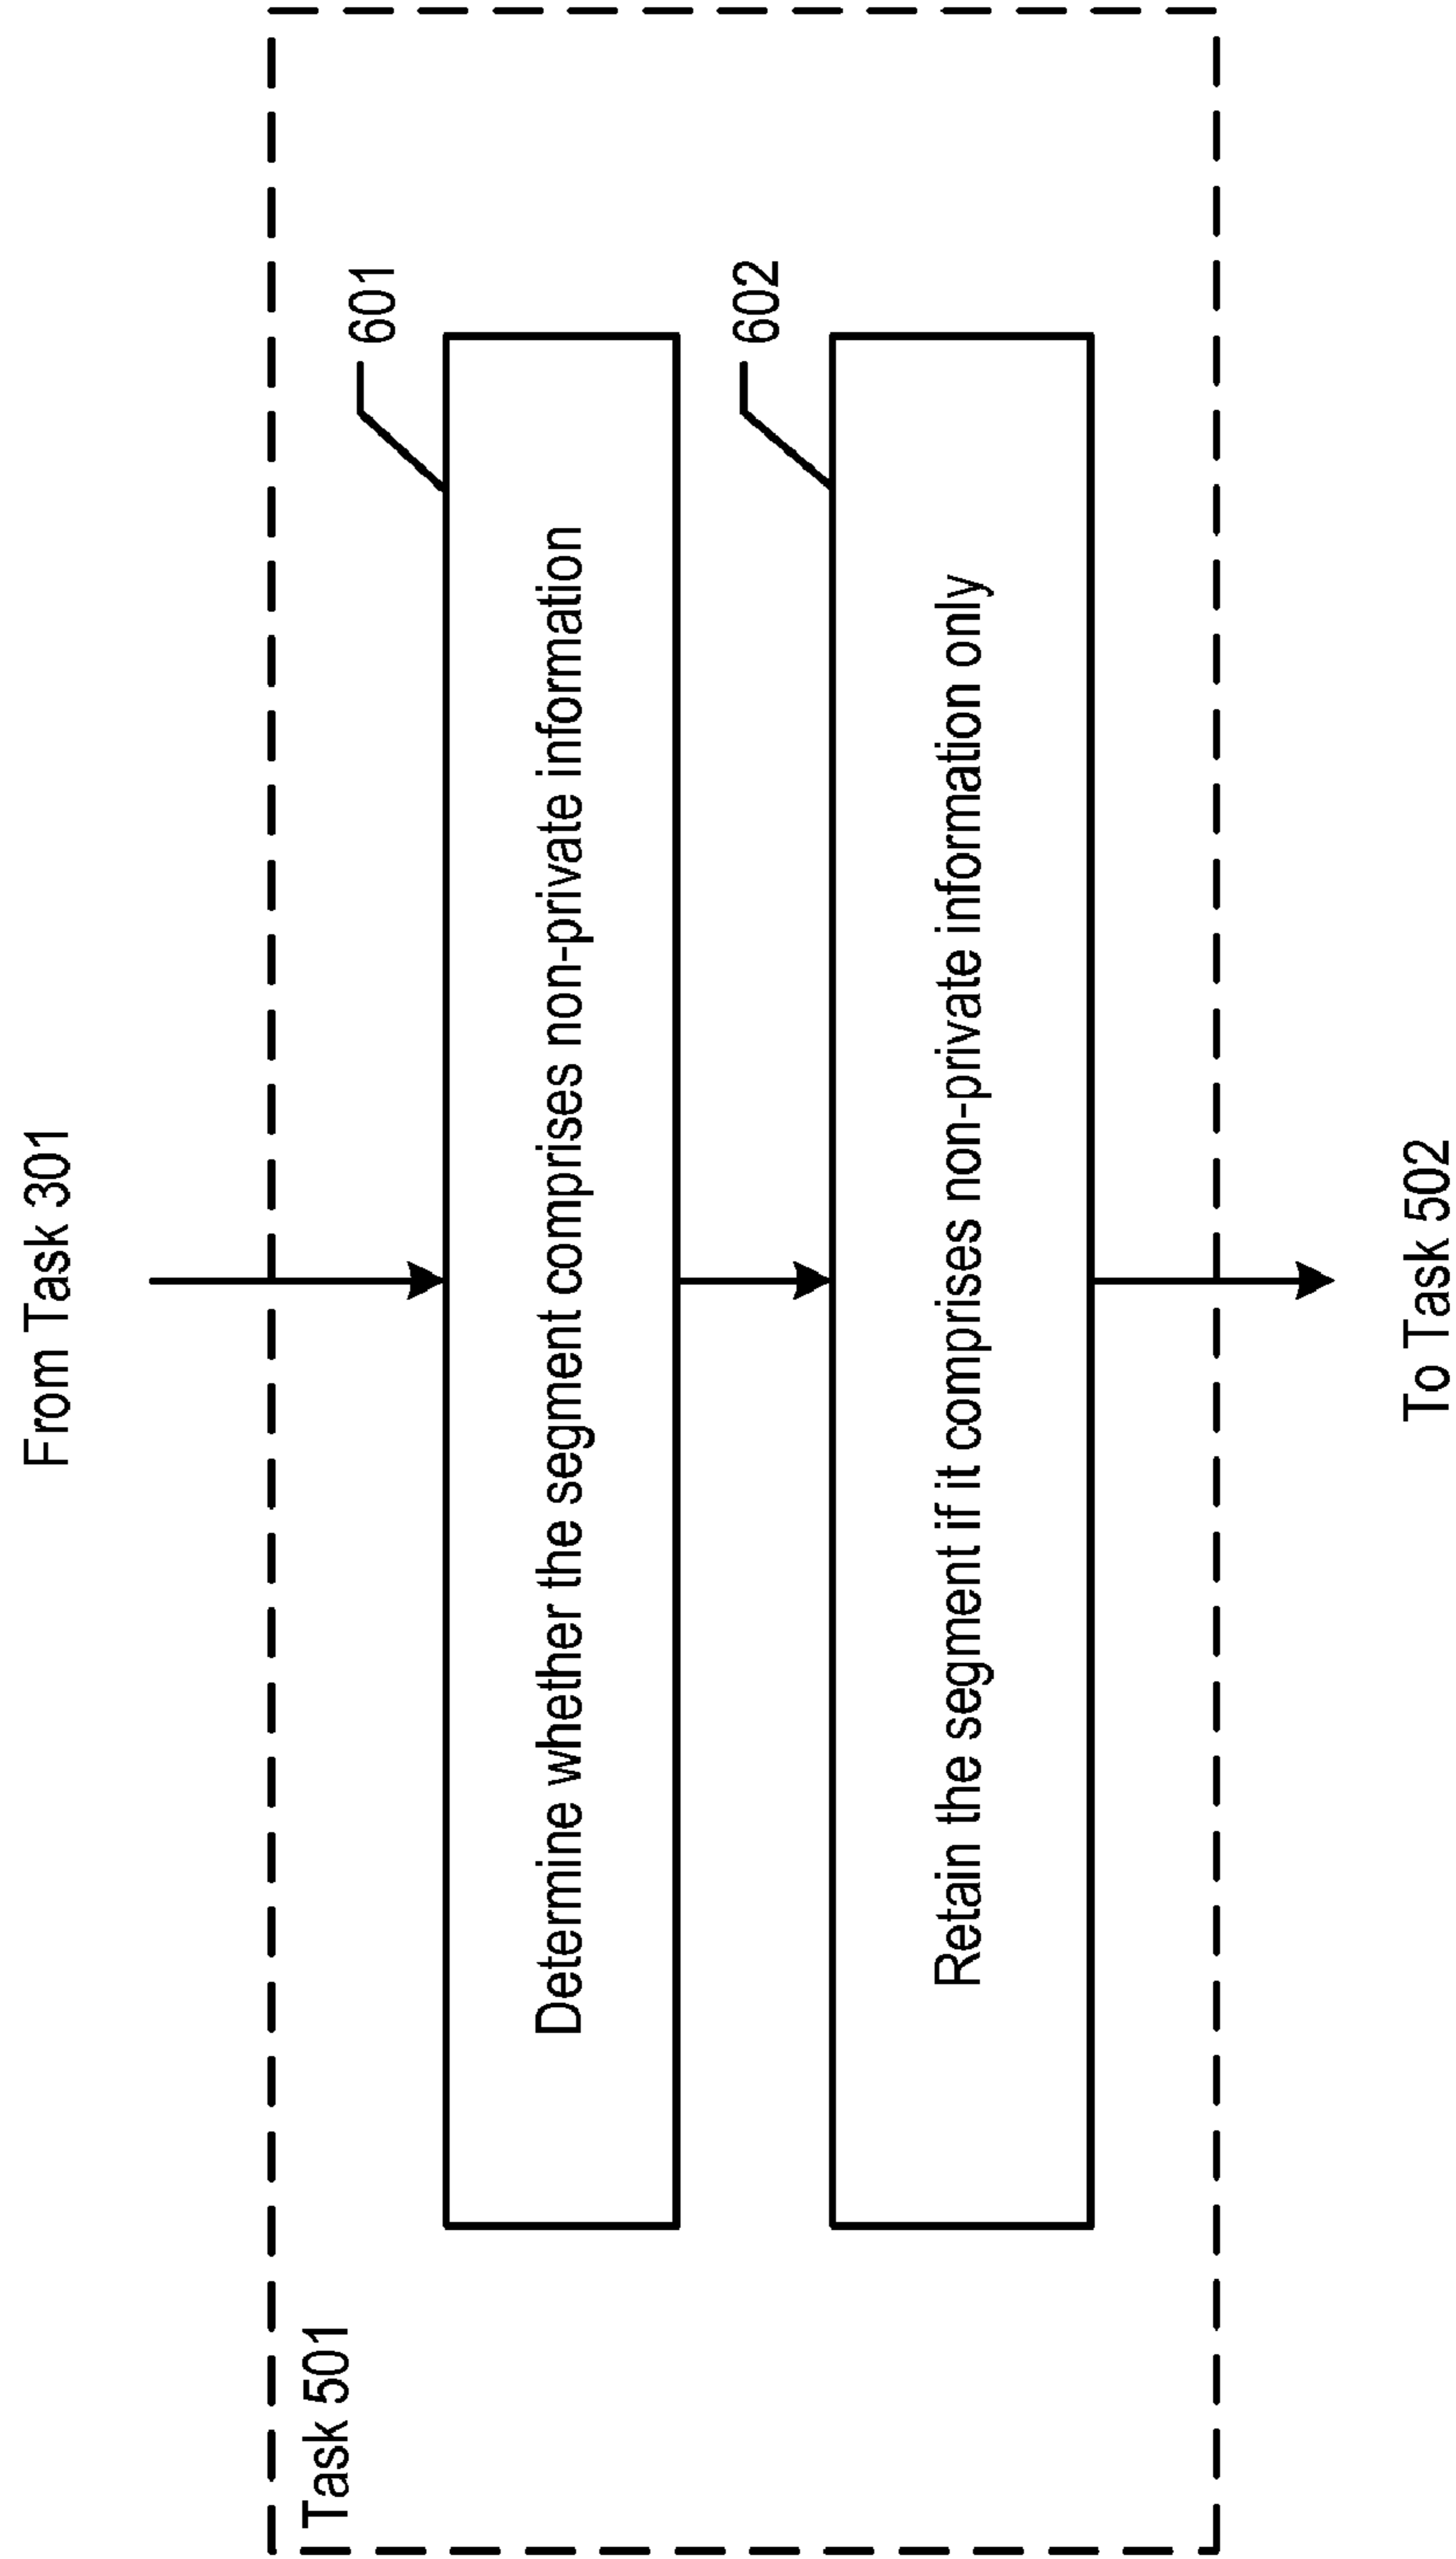 From Task 301
Task 501
601
Determine whether the segment comprises non-private information
602
Retain the segment if it comprises non-private information only
To Task 502